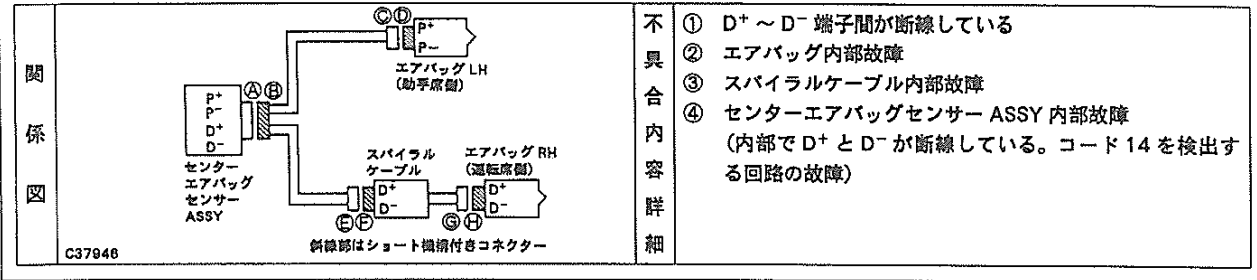 関係図
ⒸⒹ
P⁺
P⁻
エアバッグ LH
(助手席側)
ⒶⒷ
P⁺
P⁻
D⁺
D⁻
センター
エアバッグ
センサー
ASSY
スパイラル
ケーブル
D⁺
D⁻
エアバッグ RH
(運転席側)
D⁺
D⁻
ⒺⒻ
ⒼⒽ
斜線部はショート機構付きコネクター
C37946
不具合内容詳細
① D⁺ ~ D⁻ 端子間が断線している
② エアバッグ内部故障
③ スパイラルケーブル内部故障
④ センターエアバッグセンサー ASSY 内部故障
(内部で D⁺ と D⁻ が断線している。コード 14 を検出す
る回路の故障)